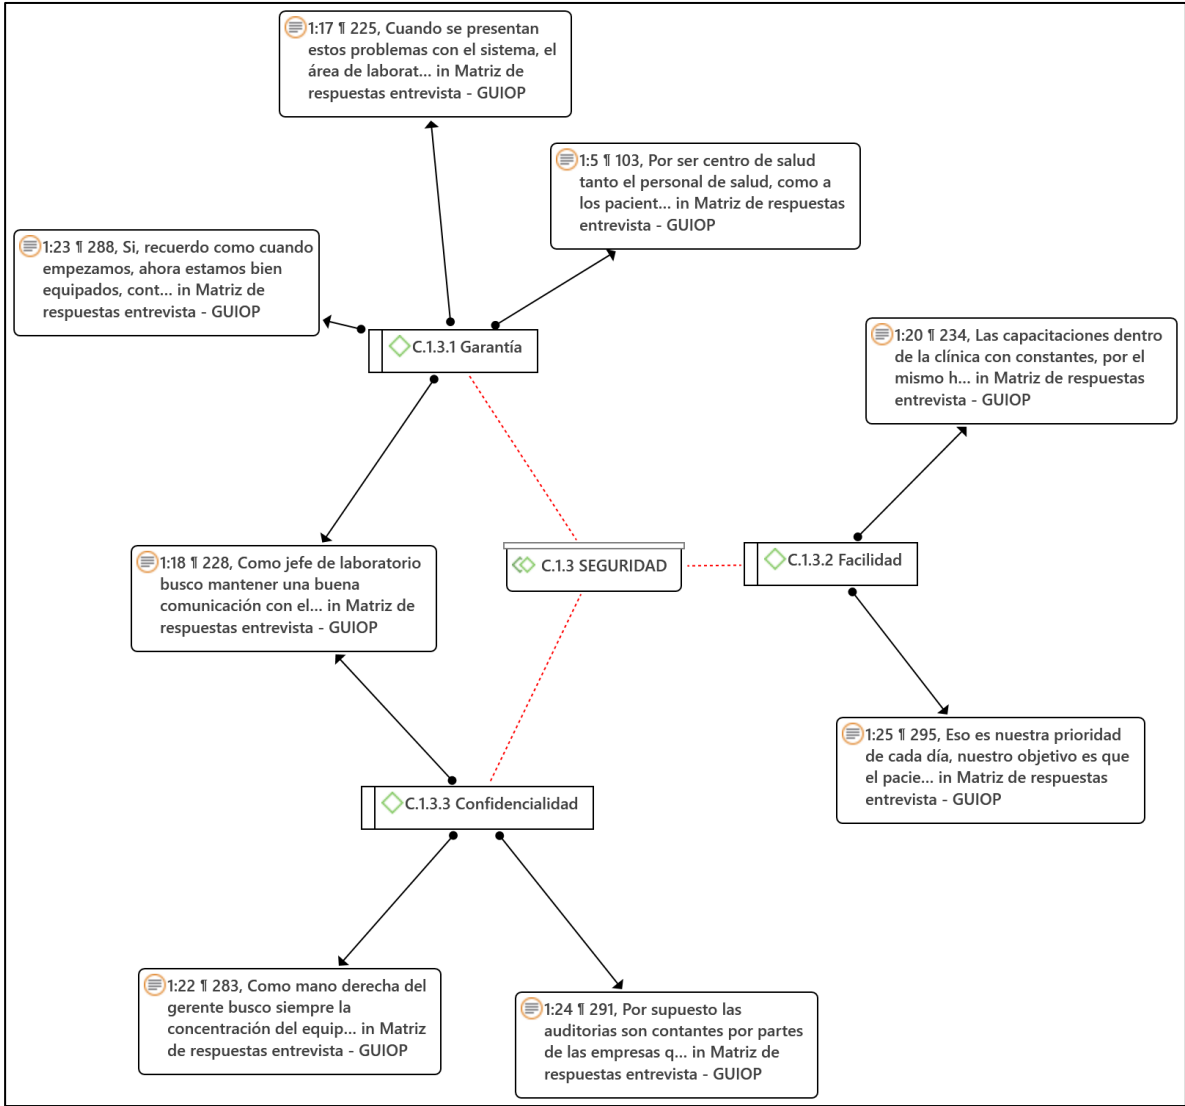 1:17 ¶ 225, Cuando se presentan
estos problemas con el sistema, el
área de laborat... in Matriz de
respuestas entrevista - GUIOP
1:5 ¶ 103, Por ser centro de salud
tanto el personal de salud, como a
los pacient... in Matriz de
respuestas entrevista - GUIOP
1:23 ¶ 288, Si, recuerdo como cuando
empezamos, ahora estamos bien
equipados, cont... in Matriz de
respuestas entrevista - GUIOP
C.1.3.1 Garantía
1:20 ¶ 234, Las capacitaciones dentro
de la clínica con constantes, por el
mismo h... in Matriz de respuestas
entrevista - GUIOP
1:18 ¶ 228, Como jefe de laboratorio
busco mantener una buena
comunicación con el... in Matriz de
respuestas entrevista - GUIOP
C.1.3 SEGURIDAD
C.1.3.2 Facilidad
1:25 ¶ 295, Eso es nuestra prioridad
de cada día, nuestro objetivo es que
el pacie... in Matriz de respuestas
entrevista - GUIOP
C.1.3.3 Confidencialidad
1:22 ¶ 283, Como mano derecha del
gerente busco siempre la
concentración del equip... in Matriz
de respuestas entrevista - GUIOP
1:24 ¶ 291, Por supuesto las
auditorias son contantes por partes
de las empresas q... in Matriz de
respuestas entrevista - GUIOP